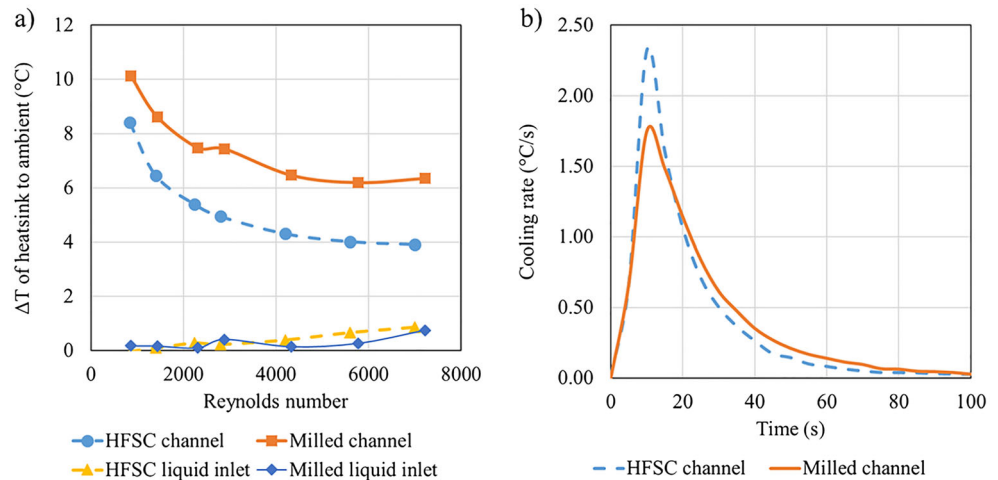 a)
ΔT of heatsink to ambient (°C)
12
10
8
6
4
2
0
0 2000 4000 6000 8000
Reynolds number
HFSC channel Milled channel
HFSC liquid inlet Milled liquid inlet
b)
Cooling rate (°C/s)
2.50
2.00
1.50
1.00
0.50
0.00
0 20 40 60 80 100
Time (s)
HFSC channel Milled channel